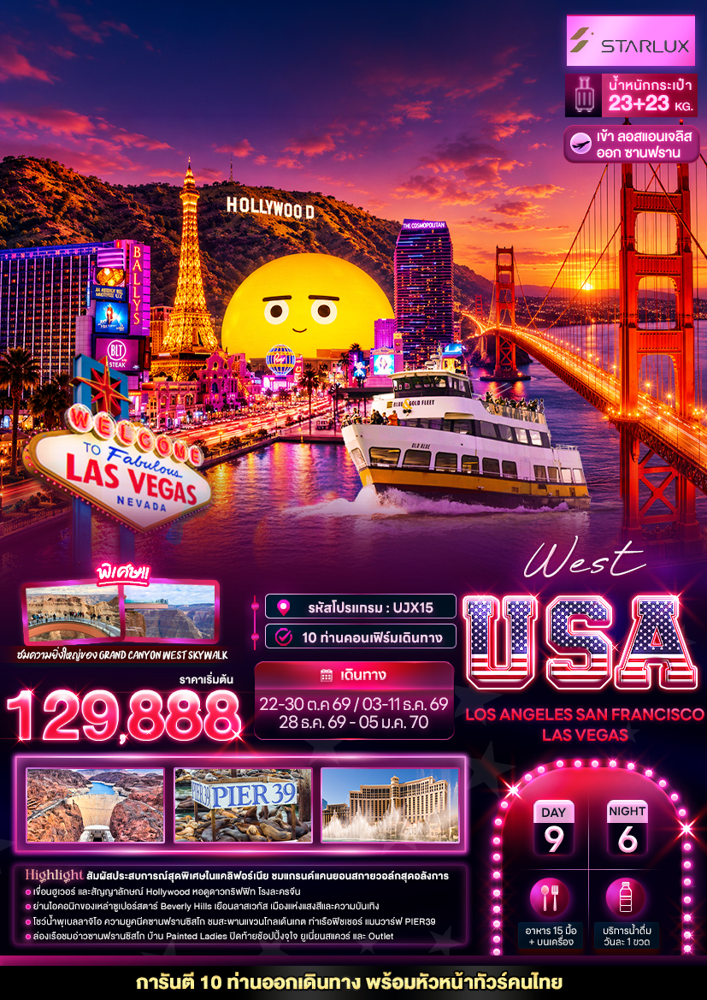 STARLUX
น้ำหนักกระเป๋า
23+23 KG.
เข้า ลอสแอนเจลิส
ออก ซานฟราน
HOLLYWOOD
THE COSMOPOLITAN
BALLYS
BLT
STEAK
BLUE & GOLD FLEET
OLD BLUE
WELCOME
TO Fabulous
LAS VEGAS
NEVADA
West
USA
LOS ANGELES SAN FRANCISCO
LAS VEGAS
พิเศษ!!
ชมความยิ่งใหญ่ของ GRAND CANYON WEST SKYWALK
รหัสโปรแกรม : UJX15
10 ท่านคอนเฟิร์มเดินทาง
ราคาเริ่มต้น
129,888
เดินทาง
22-30 ต.ค 69 / 03-11 ธ.ค. 69
28 ธ.ค. 69 - 05 ม.ค. 70
PIER 39
PIER 39
DAY
9
NIGHT
6
อาหาร 15 มื้อ
+ บนเครื่อง
บริการน้ำดื่ม
วันละ 1 ขวด
Highlight สัมผัสประสบการณ์สุดพิเศษในแคลิฟอร์เนีย ชมแกรนด์แคนยอนสกายวอล์กสุดอลังการ
เขื่อนฮูเวอร์ และสัญญาลักษณ์ Hollywood หอดูดาวกริฟฟิท โรงละครจีน
ย่านไอคอนิกของเหล่าซูเปอร์สตาร์ Beverly Hills เยือนลาสเวกัส เมืองแห่งแสงสีและความบันเทิง
โชว์น้ำพุเบลลาจิโอ ความยูคนีคซานฟรานซิสโก ชมสะพานแขวนโกลเด้นเกต ท่าเรือฟิชเชอร์ แมนวาร์ฟ PIER39
ล่องเรือชมอ่าวซานฟรานซิสโก บ้าน Painted Ladies ปิดท้ายช้อปปิ้งจุใจ ยูเนี่ยนสแควร์ และ Outlet
การันตี 10 ท่านออกเดินทาง พร้อมหัวหน้าทัวร์คนไทย